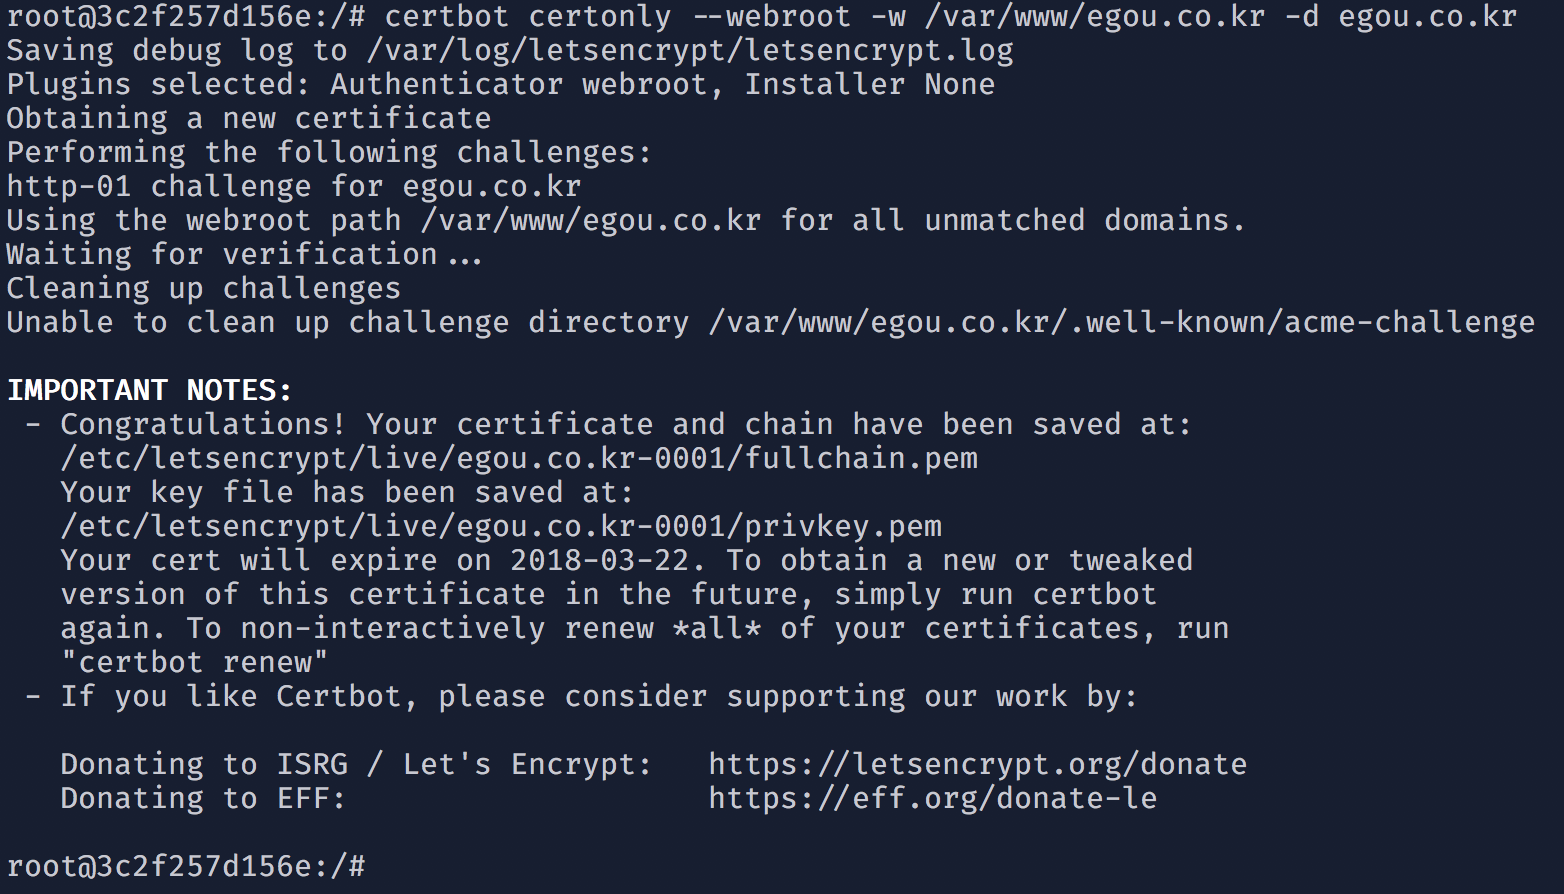 root@3c2f257d156e:/# certbot certonly --webroot -w /var/www/egou.co.kr -d egou.co.kr
Saving debug log to /var/log/letsencrypt/letsencrypt.log
Plugins selected: Authenticator webroot, Installer None
Obtaining a new certificate
Performing the following challenges:
http-01 challenge for egou.co.kr
Using the webroot path /var/www/egou.co.kr for all unmatched domains.
Waiting for verification...
Cleaning up challenges
Unable to clean up challenge directory /var/www/egou.co.kr/.well-known/acme-challenge

IMPORTANT NOTES:
 - Congratulations! Your certificate and chain have been saved at:
   /etc/letsencrypt/live/egou.co.kr-0001/fullchain.pem
   Your key file has been saved at:
   /etc/letsencrypt/live/egou.co.kr-0001/privkey.pem
   Your cert will expire on 2018-03-22. To obtain a new or tweaked
   version of this certificate in the future, simply run certbot
   again. To non-interactively renew *all* of your certificates, run
   "certbot renew"
 - If you like Certbot, please consider supporting our work by:

   Donating to ISRG / Let's Encrypt:   https://letsencrypt.org/donate
   Donating to EFF:                    https://eff.org/donate-le

root@3c2f257d156e:/#